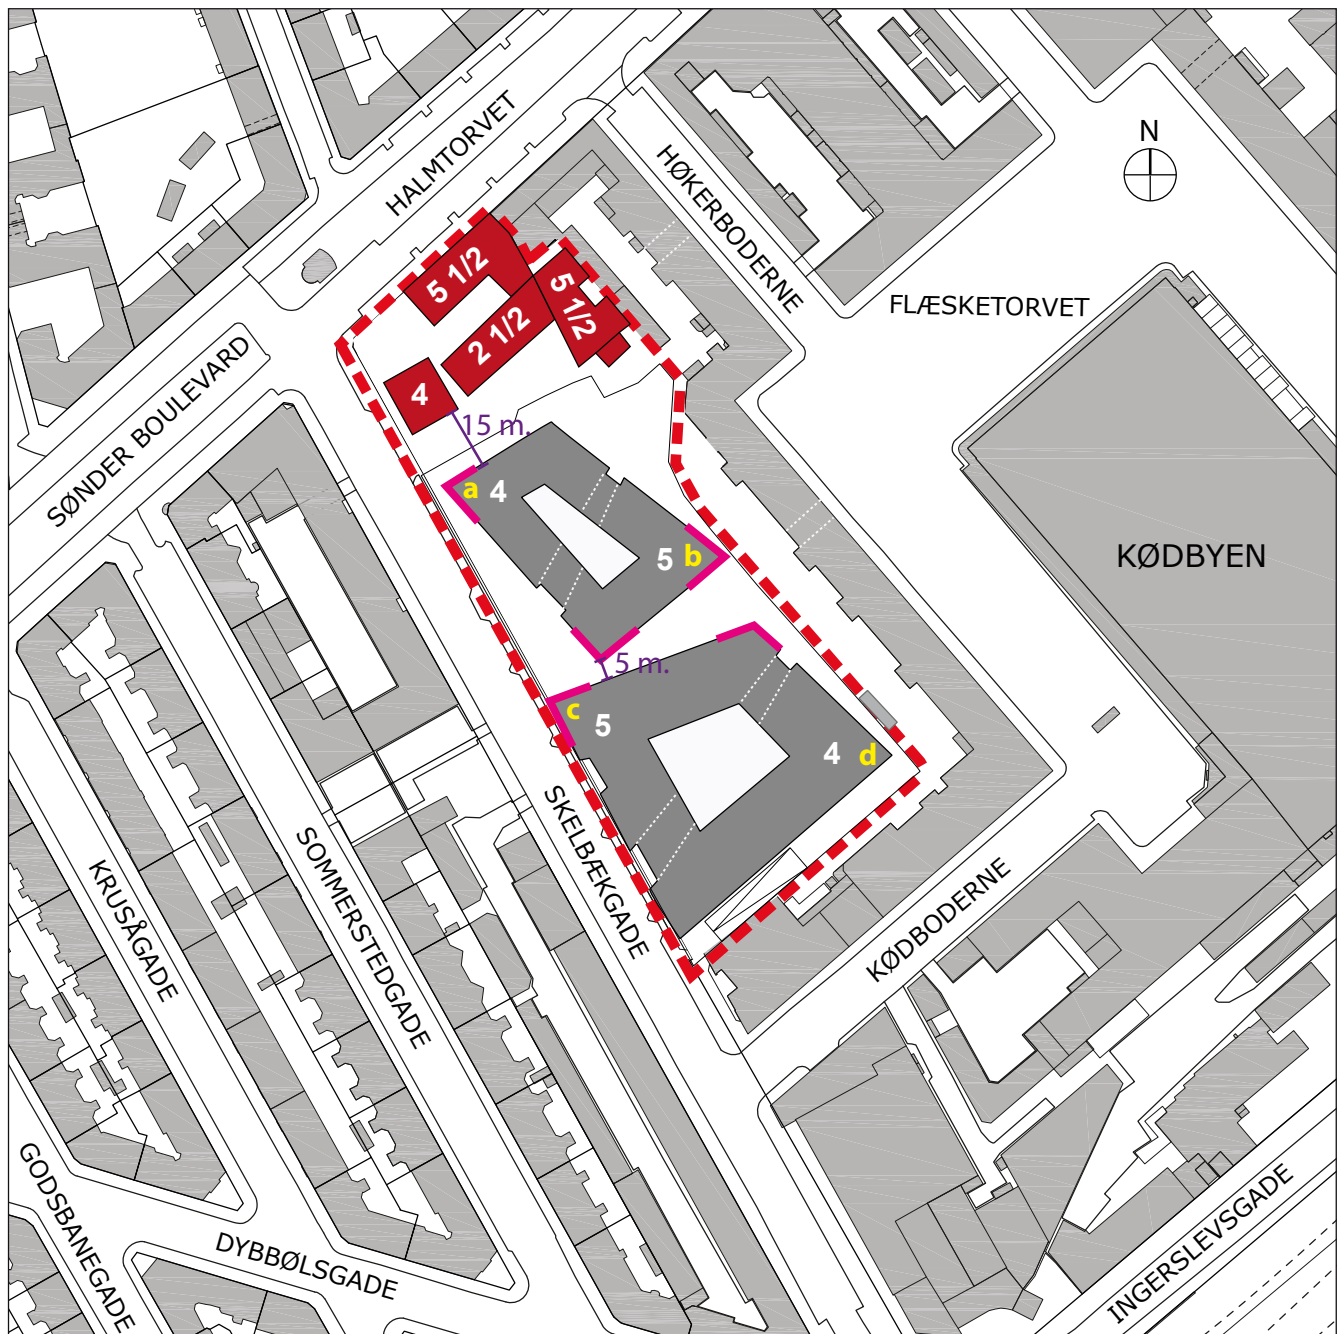 HALMTORVET
HØKERBODERNE
N
FLÆSKETORVET
5 1/2
5 1/2
2 1/2
4
SØNDER BOULEVARD
15 m.
a 4
5 b
KØDBYEN
5 m.
c 5
4 d
SKELBÆKGADE
SOMMERSTEDGADE
KRUSÅGADE
KØDBODERNE
GODSBANEGADE
DYBBØLSGADE
INGERSLEVSGADE